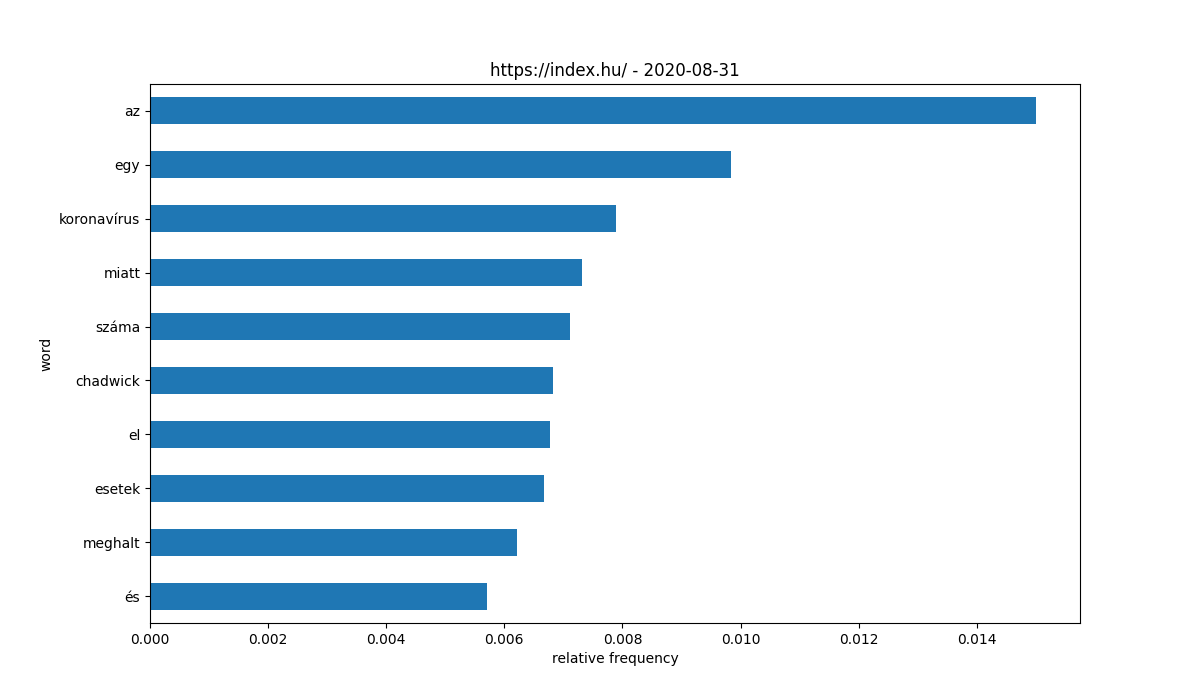 https://index.hu/ - 2020-08-31
az
egy
koronavírus
miatt
száma
chadwick
el
esetek
meghalt
és
word
0.000 0.002 0.004 0.006 0.008 0.010 0.012 0.014
relative frequency